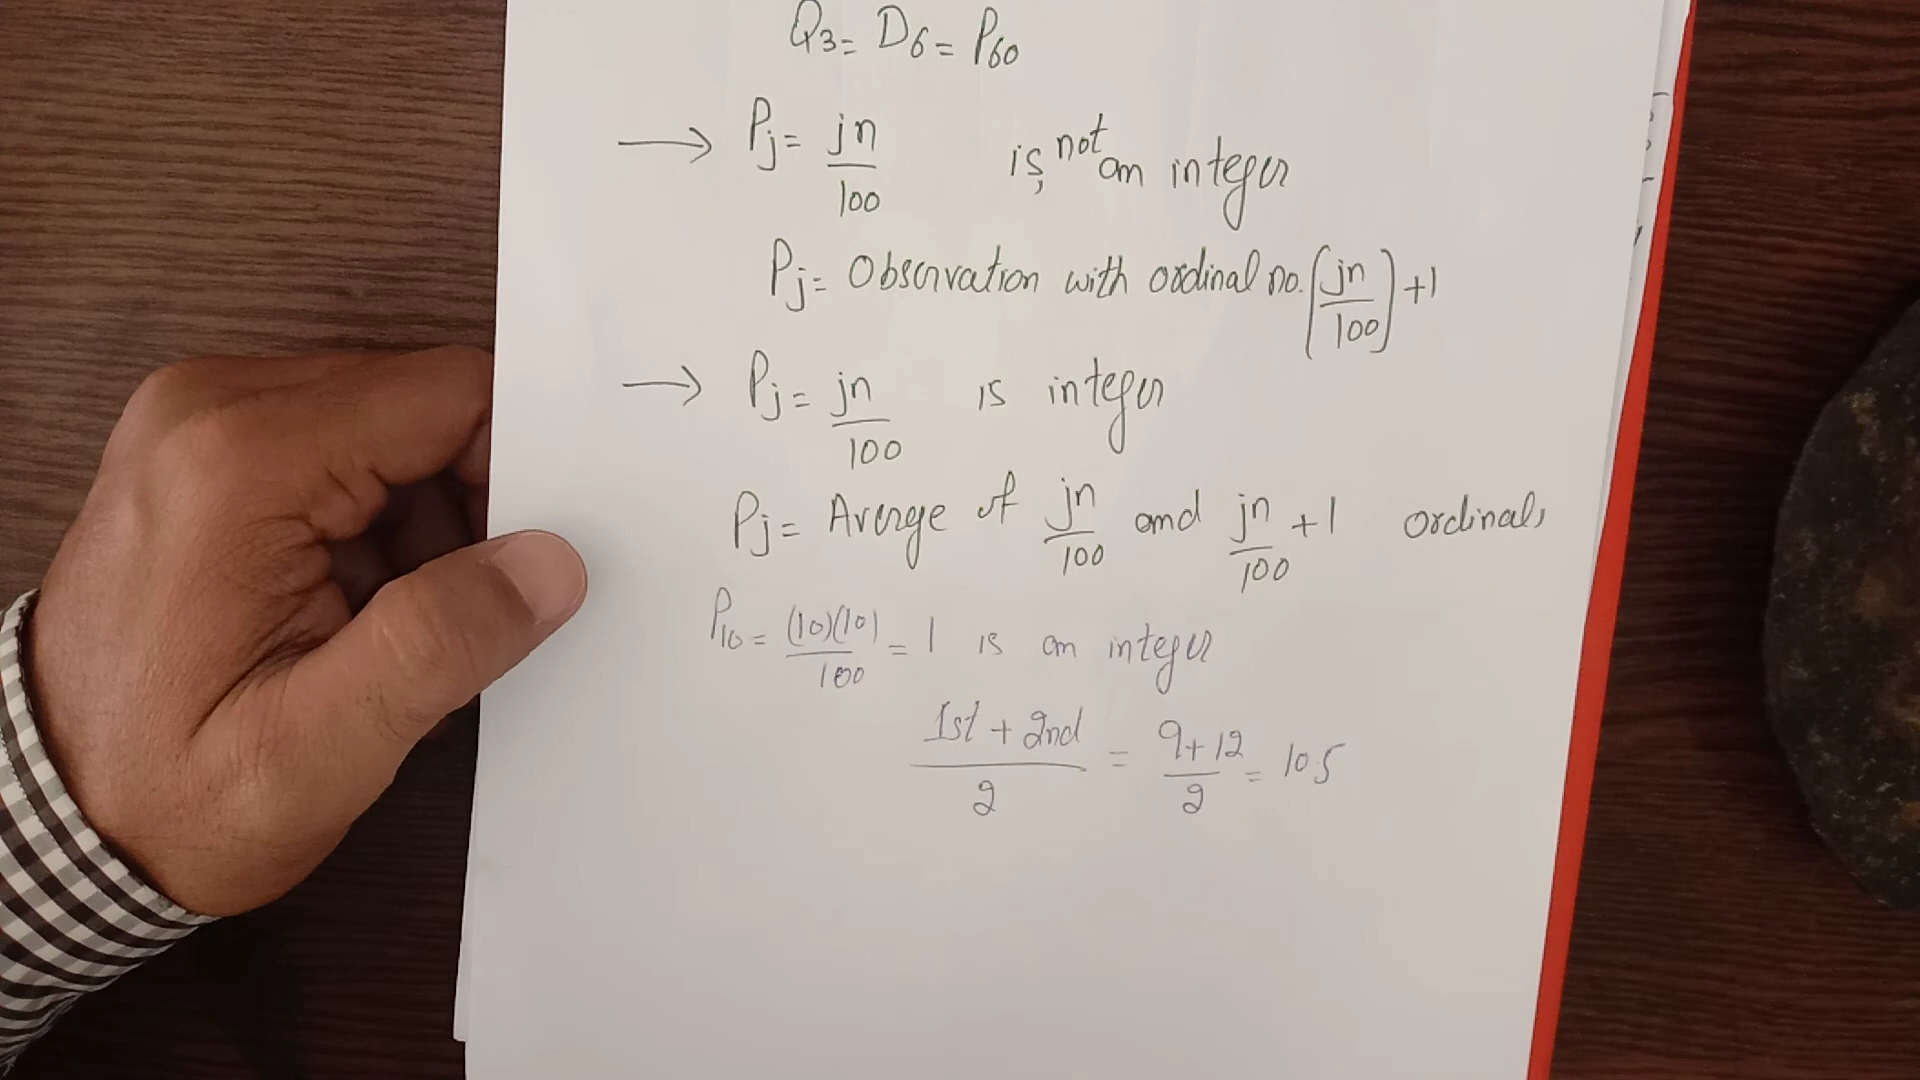 Q3 = D6 = P60
→ Pj = jn/100 is not an integer
Pj = Observation with ordinal no. [jn/100] + 1
→ Pj = jn/100 is integer
Pj = Averge of jn/100 and jn/100 + 1 ordinals
P10 = (10)(10)/100 = 1 is an integer
1st + 2nd/2 = 9 + 12/2 = 10.5